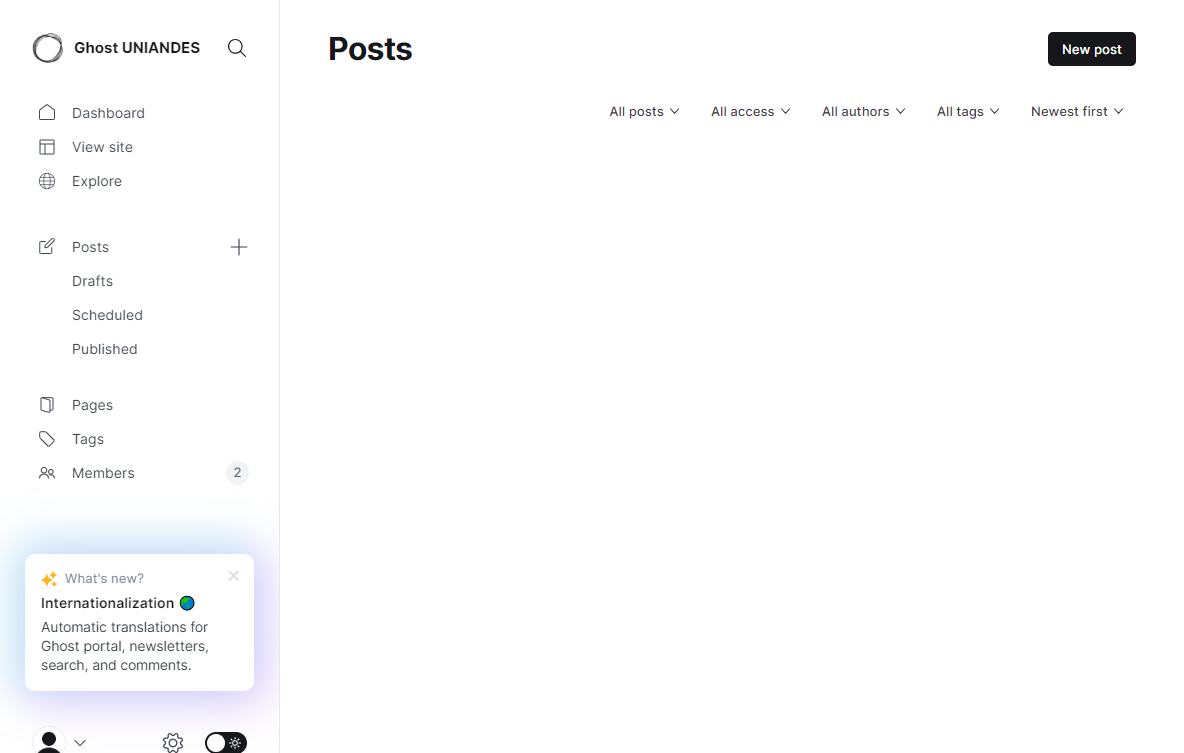 Ghost UNIANDES
Dashboard
View site
Explore
Posts
Drafts
Scheduled
Published
Pages
Tags
Members 2
What's new?
Internationalization
Automatic translations for
Ghost portal, newsletters,
search, and comments.
Posts
New post
All posts All access All authors All tags Newest first